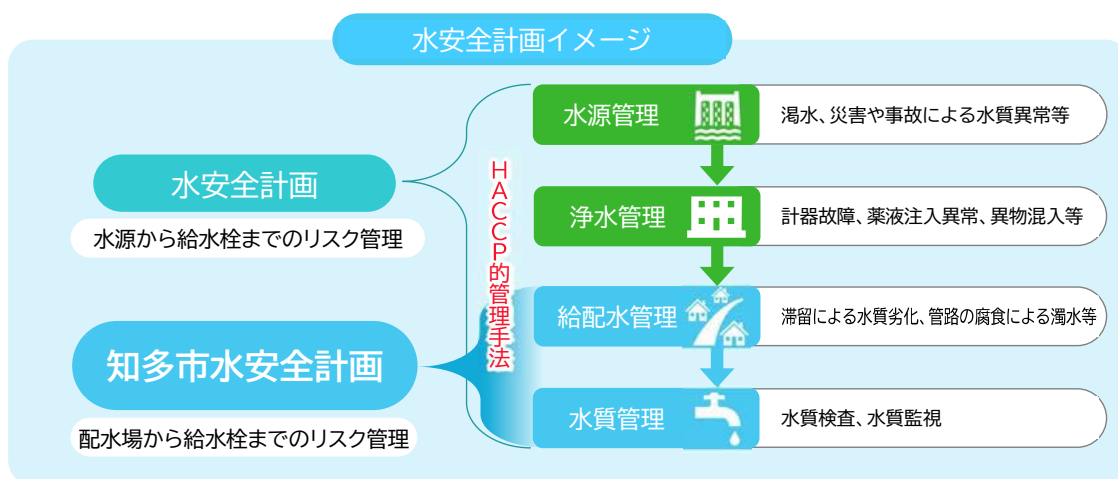 水安全計画イメージ
水安全計画
水源から給水栓までのリスク管理
知多市水安全計画
配水場から給水栓までのリスク管理
HACCP的管理手法
水源管理
渇水、災害や事故による水質異常等
浄水管理
計器故障、薬液注入異常、異物混入等
給配水管理
滞留による水質劣化、管路の腐食による濁水等
水質管理
水質検査、水質監視